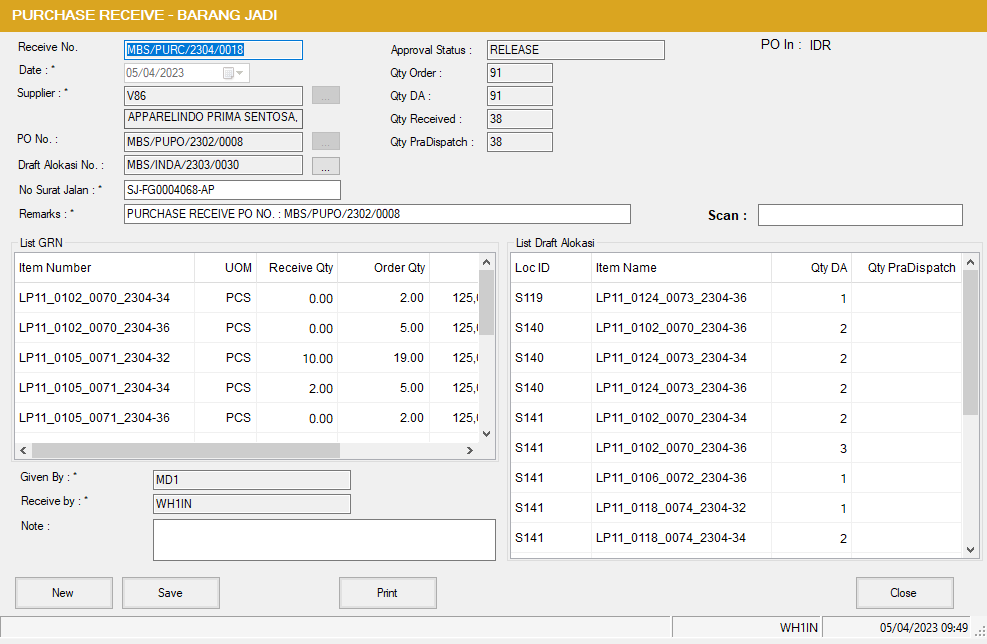 PURCHASE RECEIVE - BARANG JADI
Receive No. MBS/PURC/2304/0018
Date : * 05/04/2023
Supplier : * V86 ...
APPARELINDO PRIMA SENTOSA,
PO No. : MBS/PUPO/2302/0008 ...
Draft Alokasi No. : MBS/INDA/2303/0030 ...
No Surat Jalan : * SJ-FG0004068-AP
Remarks : * PURCHASE RECEIVE PO NO. : MBS/PUPO/2302/0008
Approval Status : RELEASE
Qty Order : 91
Qty DA : 91
Qty Received : 38
Qty PraDispatch : 38
PO In : IDR
Scan :
List GRN
Item Number UOM Receive Qty Order Qty
LP11_0102_0070_2304-34 PCS 0.00 2.00 125,
LP11_0102_0070_2304-36 PCS 0.00 5.00 125,
LP11_0105_0071_2304-32 PCS 10.00 19.00 125,
LP11_0105_0071_2304-34 PCS 2.00 5.00 125,
LP11_0105_0071_2304-36 PCS 0.00 2.00 125,
List Draft Alokasi
Loc ID Item Name Qty DA Qty PraDispatch
S119 LP11_0124_0073_2304-36 1
S140 LP11_0102_0070_2304-36 2
S140 LP11_0124_0073_2304-34 2
S140 LP11_0124_0073_2304-36 2
S141 LP11_0102_0070_2304-34 2
S141 LP11_0102_0070_2304-36 3
S141 LP11_0106_0072_2304-36 1
S141 LP11_0118_0074_2304-32 1
S141 LP11_0118_0074_2304-34 2
Given By : * MD1
Receive by : * WH1IN
Note :
New Save Print Close
WH1IN 05/04/2023 09:49